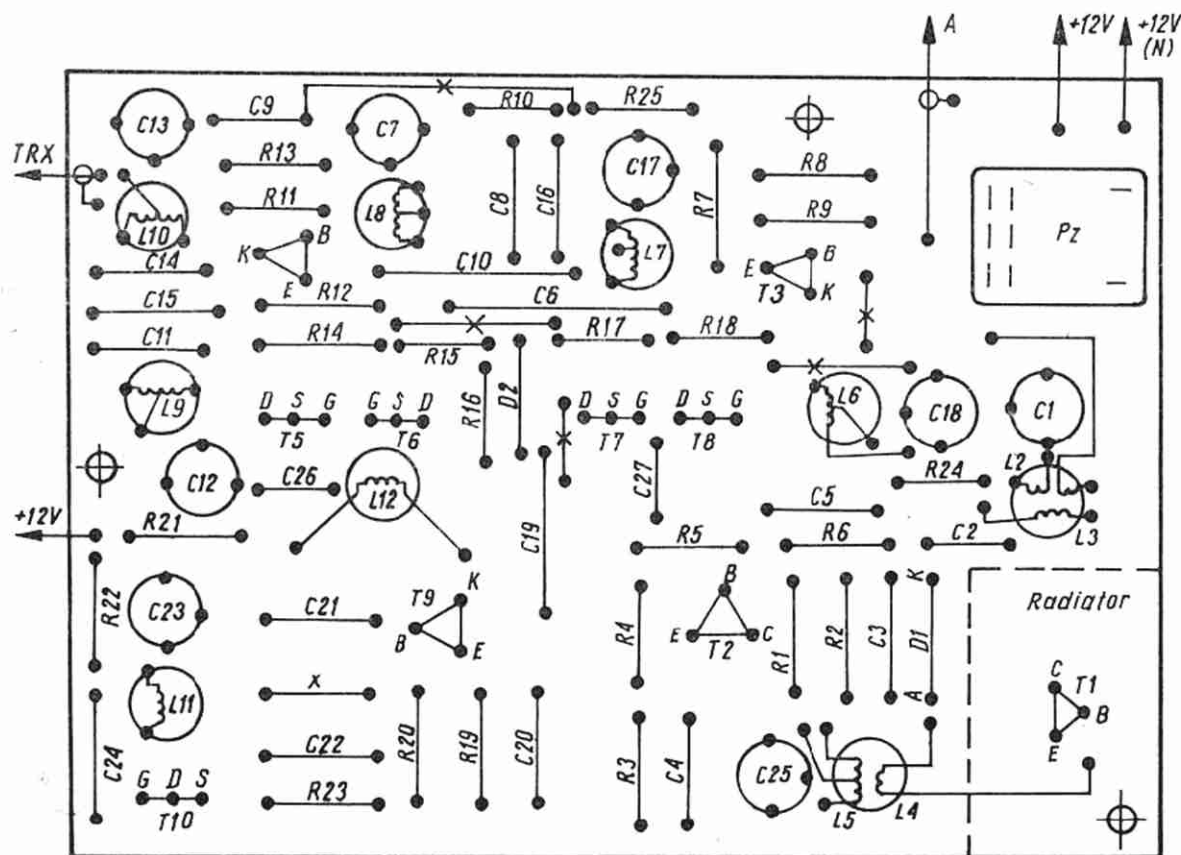 A
+12V
+12V
(N)
C13
C9
C7
R10
R25
TRX
R13
C17
R8
R11
L8
C8
C16
R7
R9
L10
Pz
B
K
E
L7
B
E
T3
K
C14
C10
C15
R12
C6
C11
R14
R15
R17
R18
L9
D S G
T5
G S D
T6
R16
D2
D S G
T7
D S G
T8
L6
C18
C1
C12
C26
L12
C27
R24
L2
C5
L3
+12V
R21
C19
R5
R6
C2
R22
C23
C21
T9
K
B
E
R4
B
E
T2
C
R1
R2
C3
K
D1
A
Radiator
L11
x
C
T1
B
E
C24
C22
R20
R19
C20
R3
C4
C25
G D S
T10
R23
L5
L4